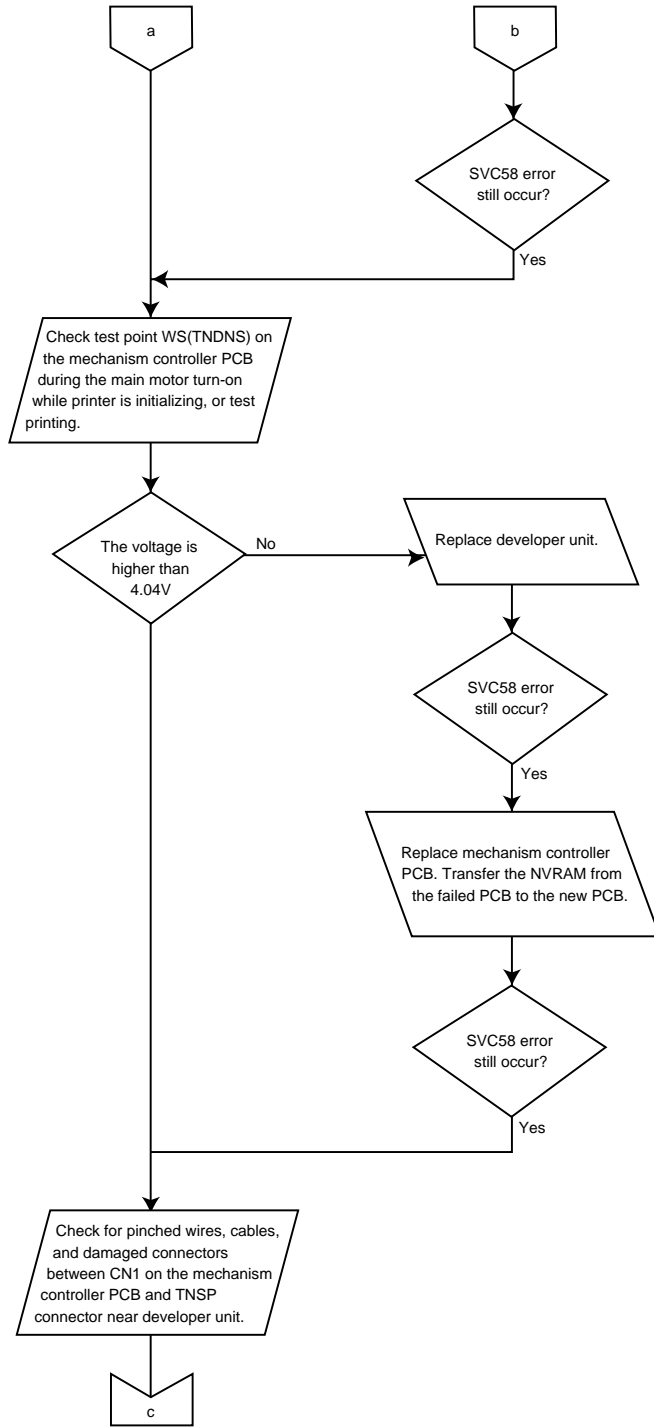 a
b
SVC58 error
still occur?
Yes
Check test point WS(TNDNS) on
the mechanism controller PCB
during the main motor turn-on
while printer is initializing, or test
printing.
The voltage is
higher than
4.04V
No
Replace developer unit.
SVC58 error
still occur?
Yes
Replace mechanism controller
PCB. Transfer the NVRAM from
the failed PCB to the new PCB.
SVC58 error
still occur?
Yes
Check for pinched wires, cables,
and damaged connectors
between CN1 on the mechanism
controller PCB and TNSP
connector near developer unit.
c